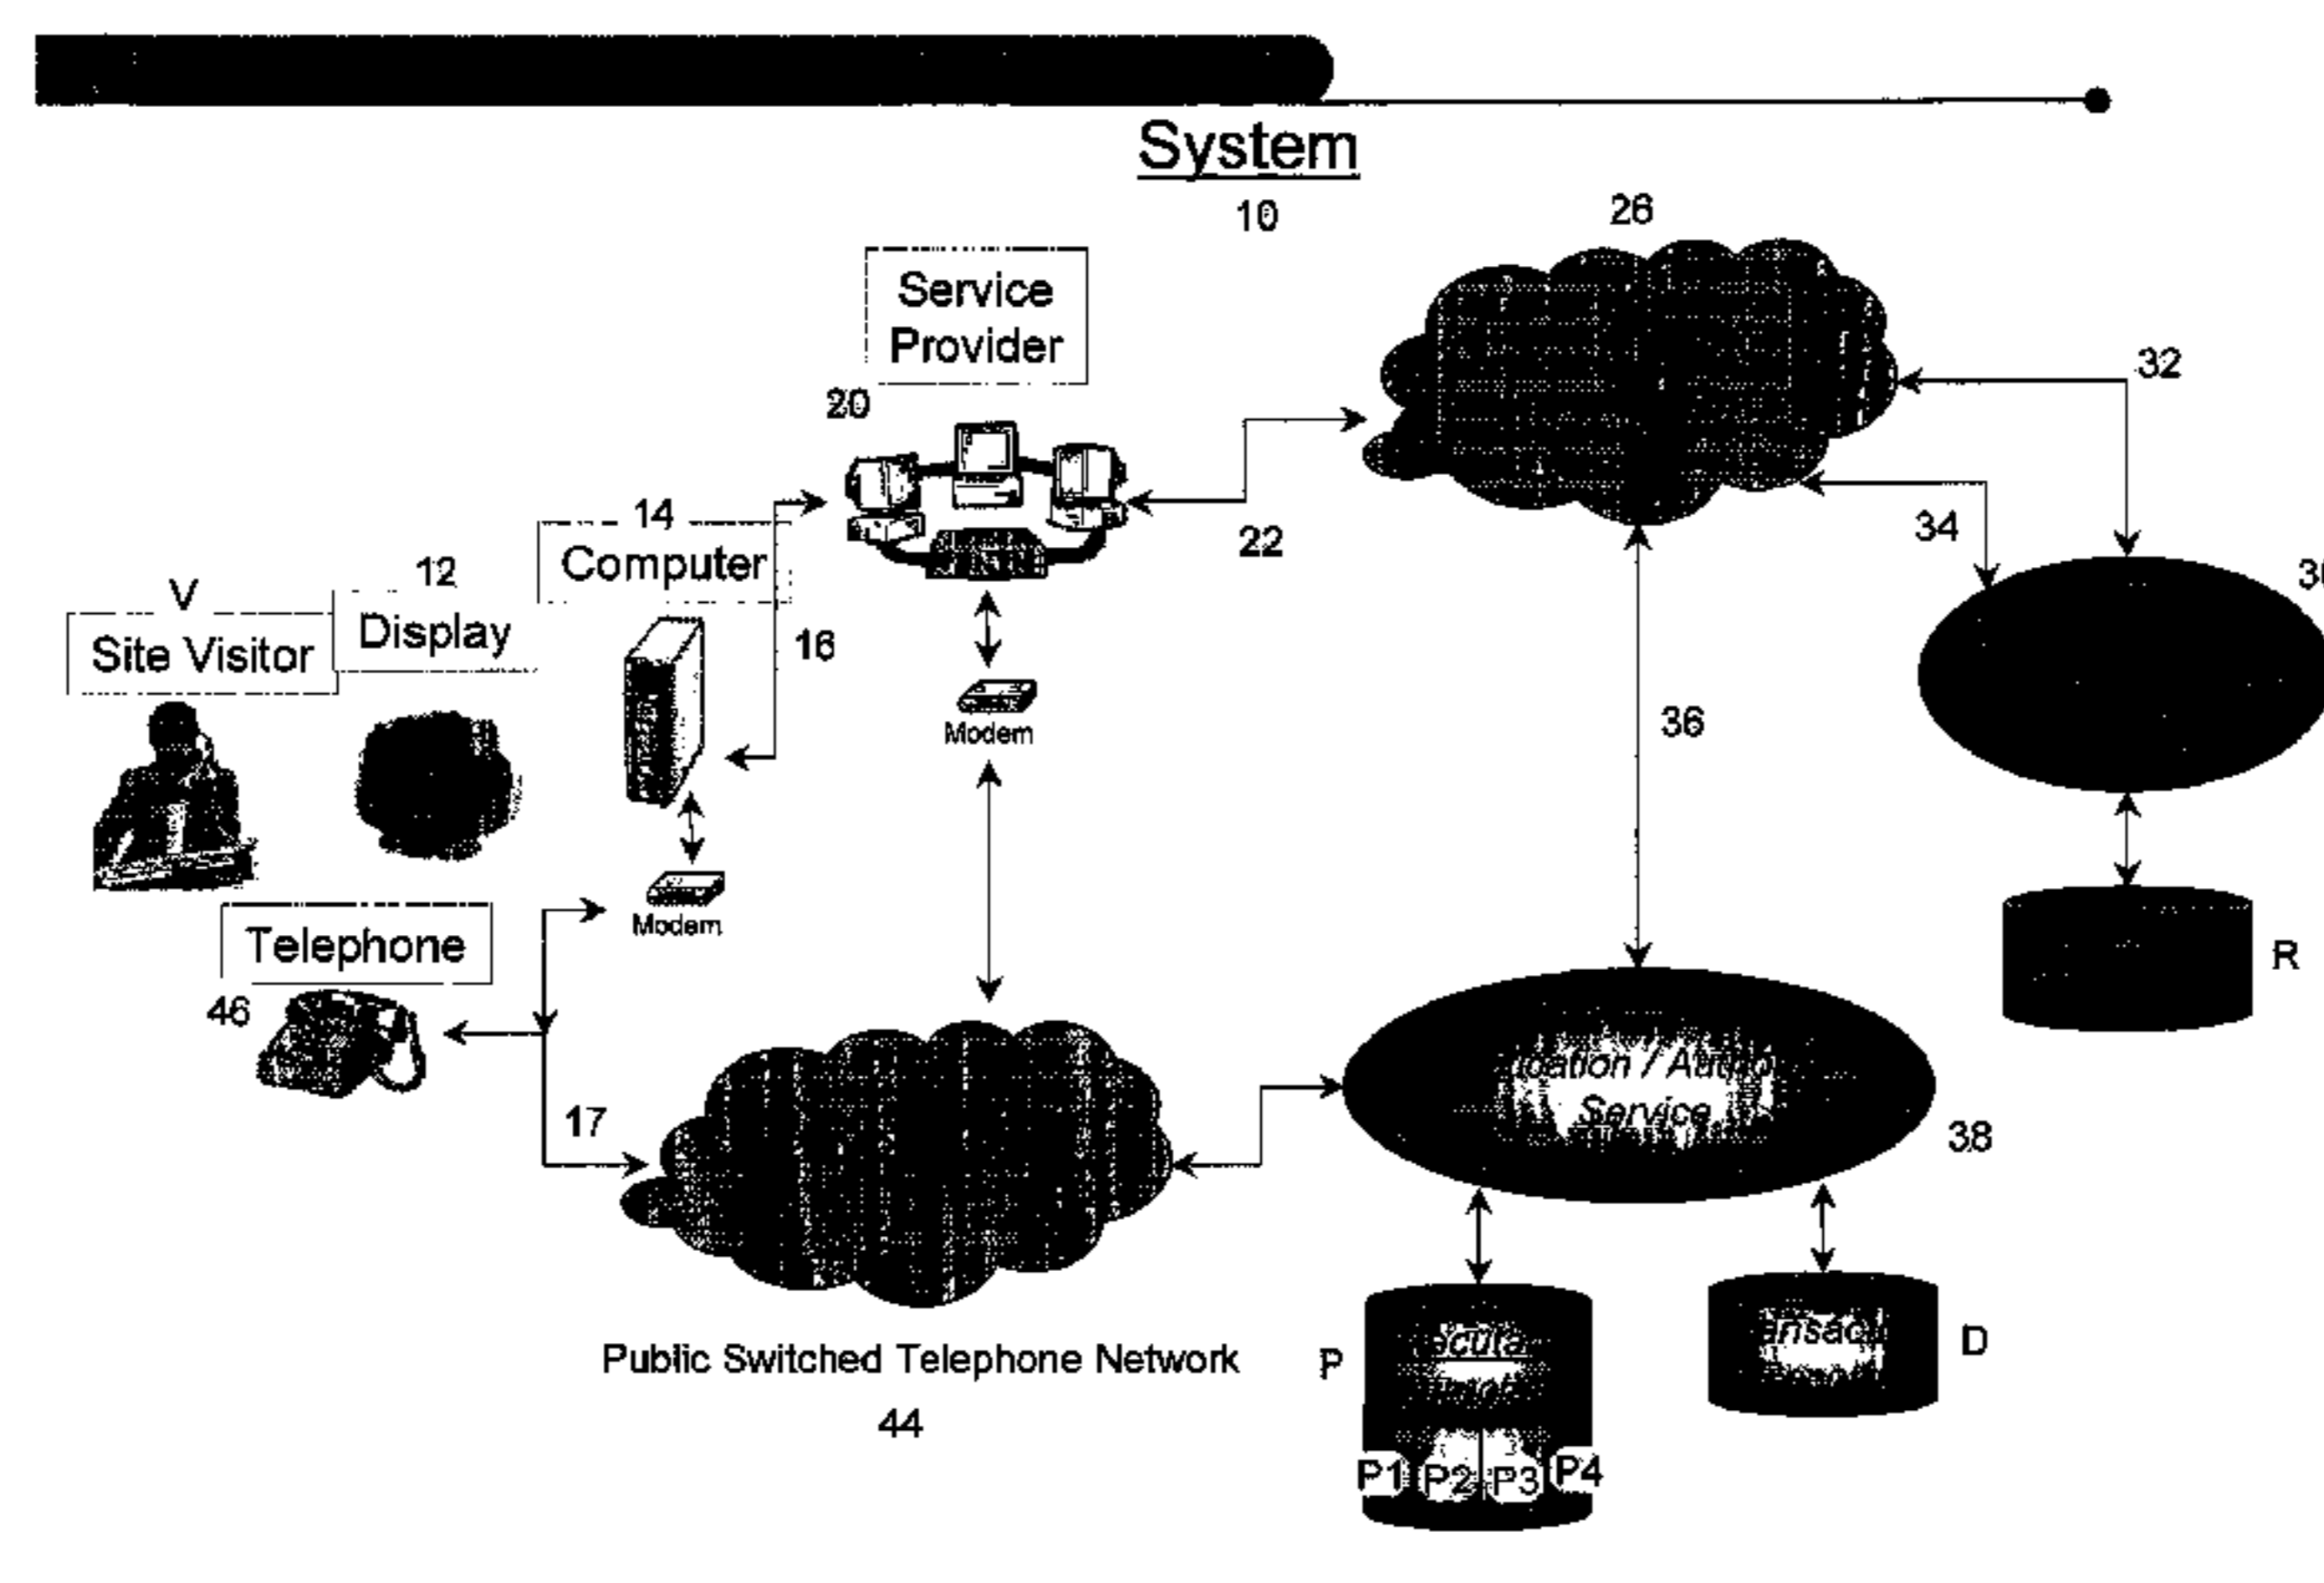 System
10
26
Service
Provider
20
32
14
Computer
22
34
12
V
Display
Site Visitor
16
Modem
36
Modem
Telephone
46
R
17
Service
38
Public Switched Telephone Network
44
P
D
P1
P2
P3
P4